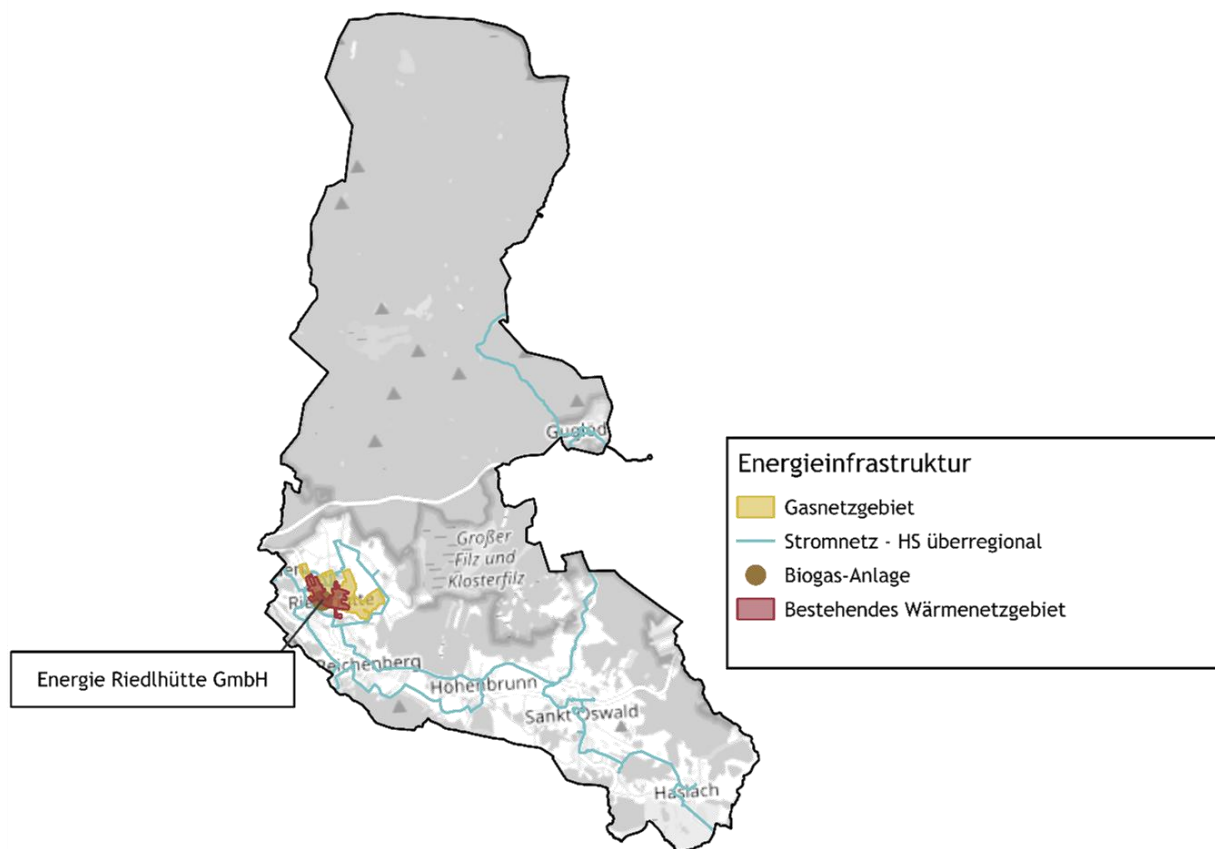 Guglöd
Großer
Filz und
Klosterfilz
Reichenberg
Hohenbrunn
Sankt Oswald
Haslach
Energie Riedlhütte GmbH
Energieinfrastruktur
Gasnetzgebiet
Stromnetz - HS überregional
Biogas-Anlage
Bestehendes Wärmenetzgebiet